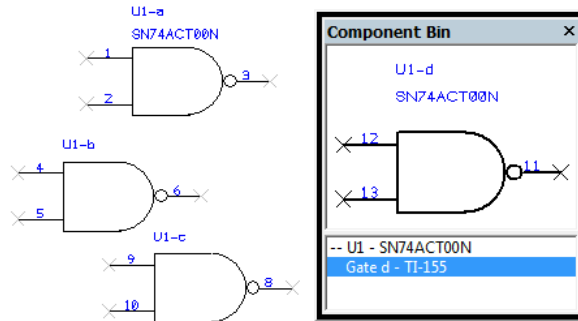 U1-a
SN74ACT00N
1
2
3
U1-b
4
5
6
U1-c
9
10
8
Component Bin
×
U1-d
SN74ACT00N
12
13
11
-- U1 - SN74ACT00N
Gate d - TI-155